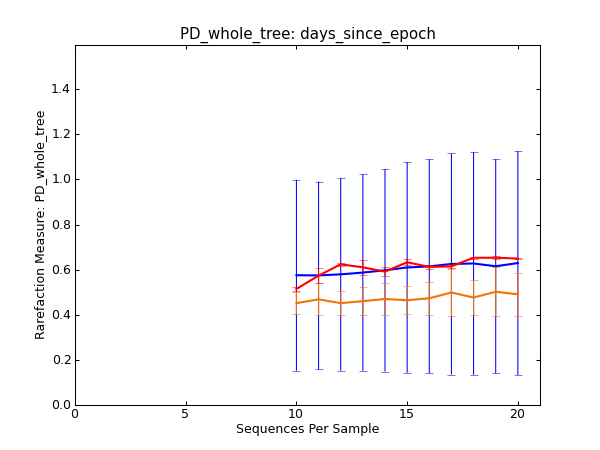 PD_whole_tree: days_since_epoch
Rarefaction Measure: PD_whole_tree
1.4
1.2
1.0
0.8
0.6
0.4
0.2
0.0
0 5 10 15 20
Sequences Per Sample